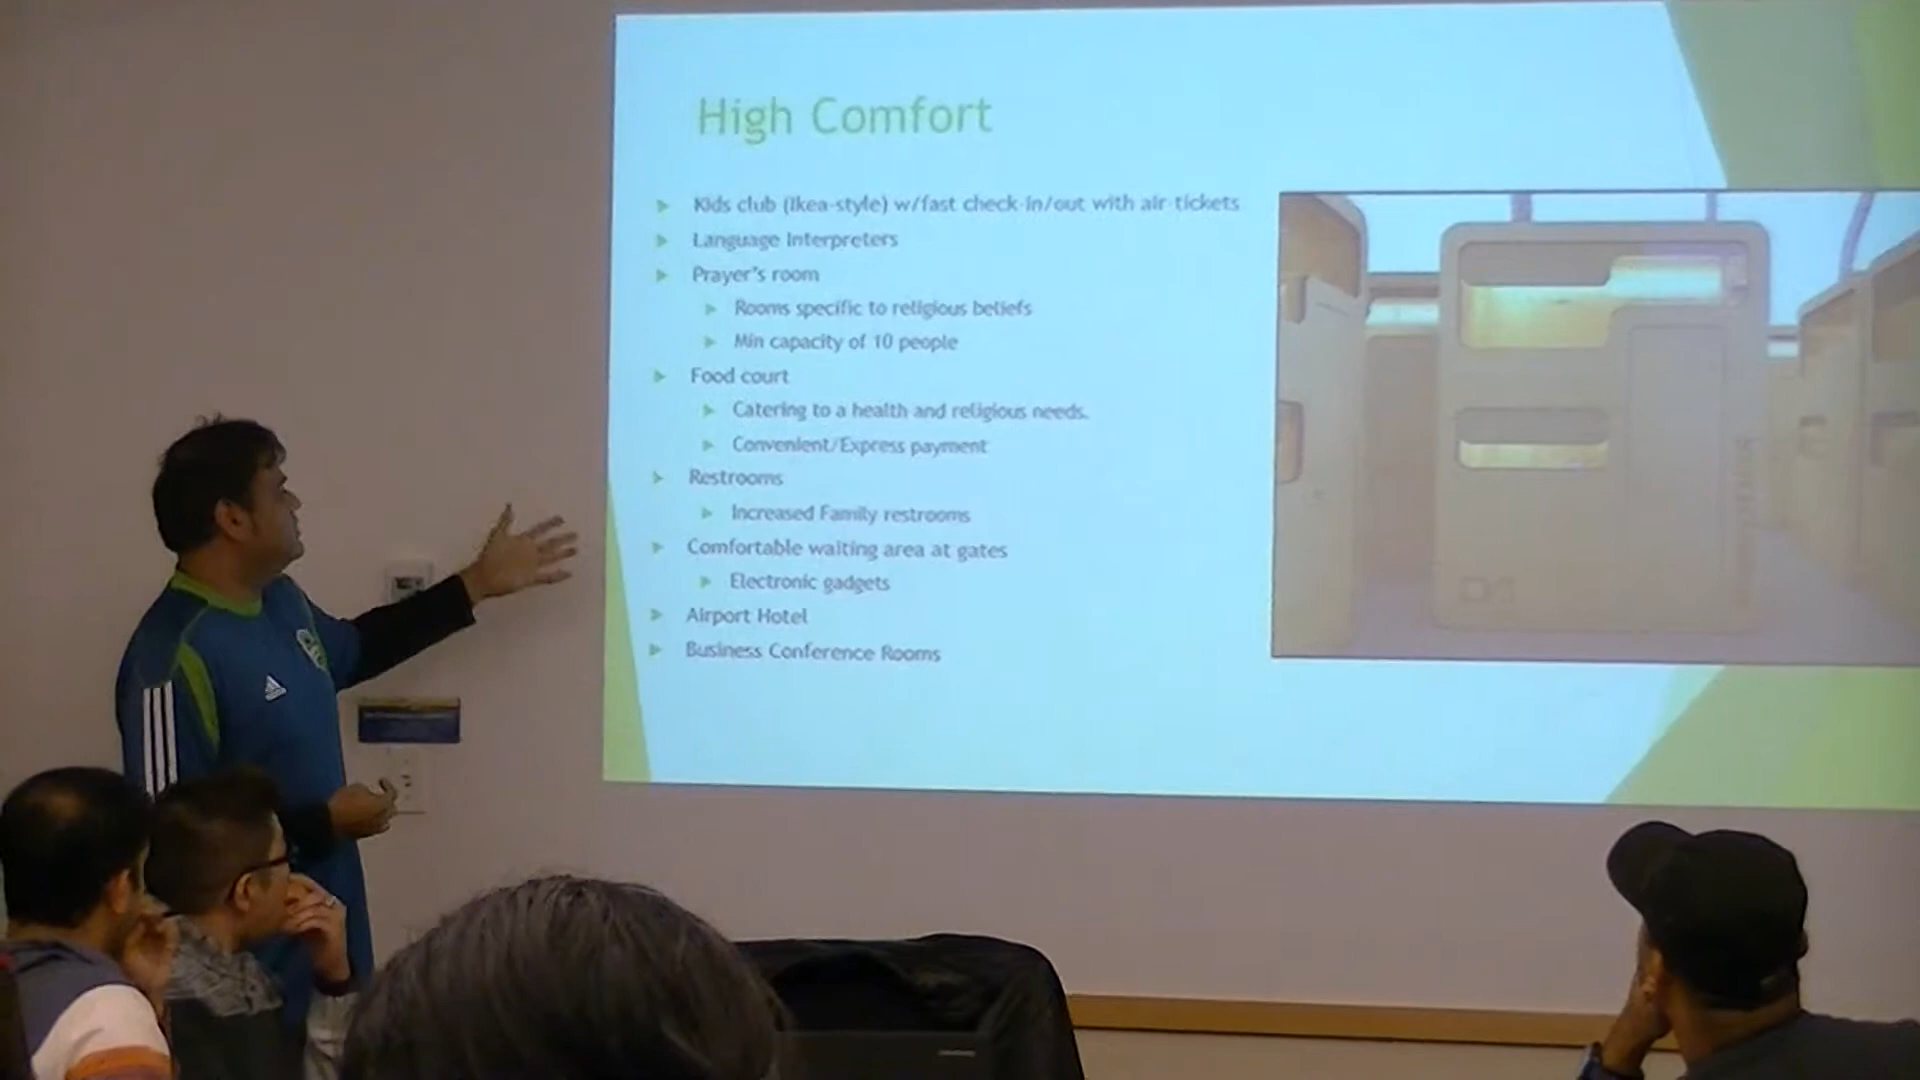 High Comfort
Kids club (Ikea-style) w/fast check-in/out with air tickets
Language Interpreters
Prayer's room
Rooms specific to religious beliefs
Min capacity of 10 people
Food court
Catering to a health and religious needs.
Convenient/Express payment
Restrooms
Increased Family restrooms
Comfortable waiting area at gates
Electronic gadgets
Airport Hotel
Business Conference Rooms